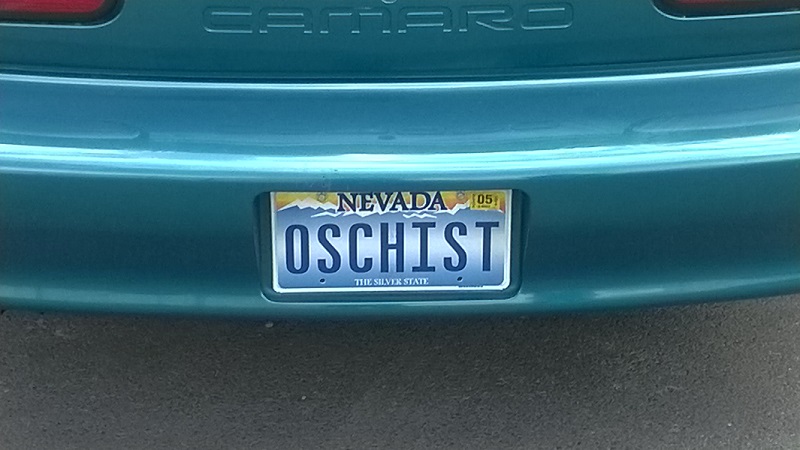 CAMARO
NEVADA
05
OSCHIST
THE SILVER STATE